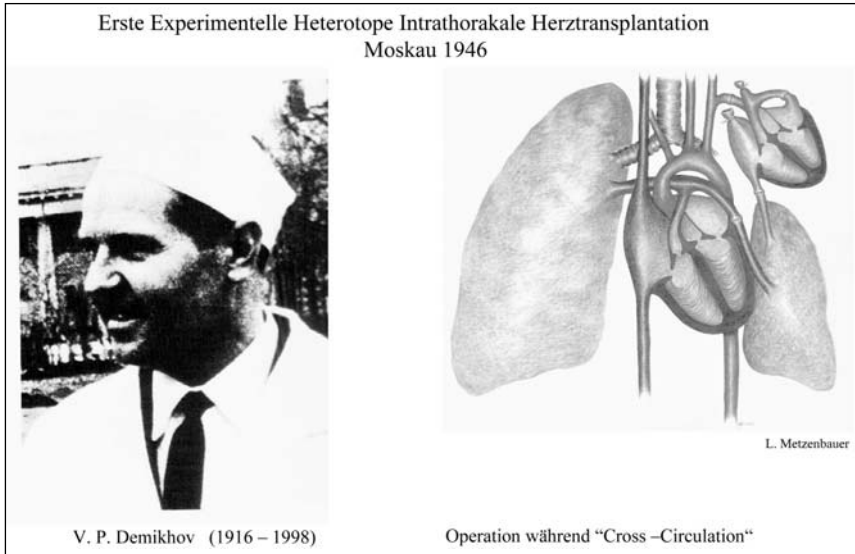 Erste Experimentelle Heterotope Intrathorakale Herztransplantation
Moskau 1946
L. Metzenbauer
V. P. Demikhov (1916 – 1998)
Operation während “Cross –Circulation“